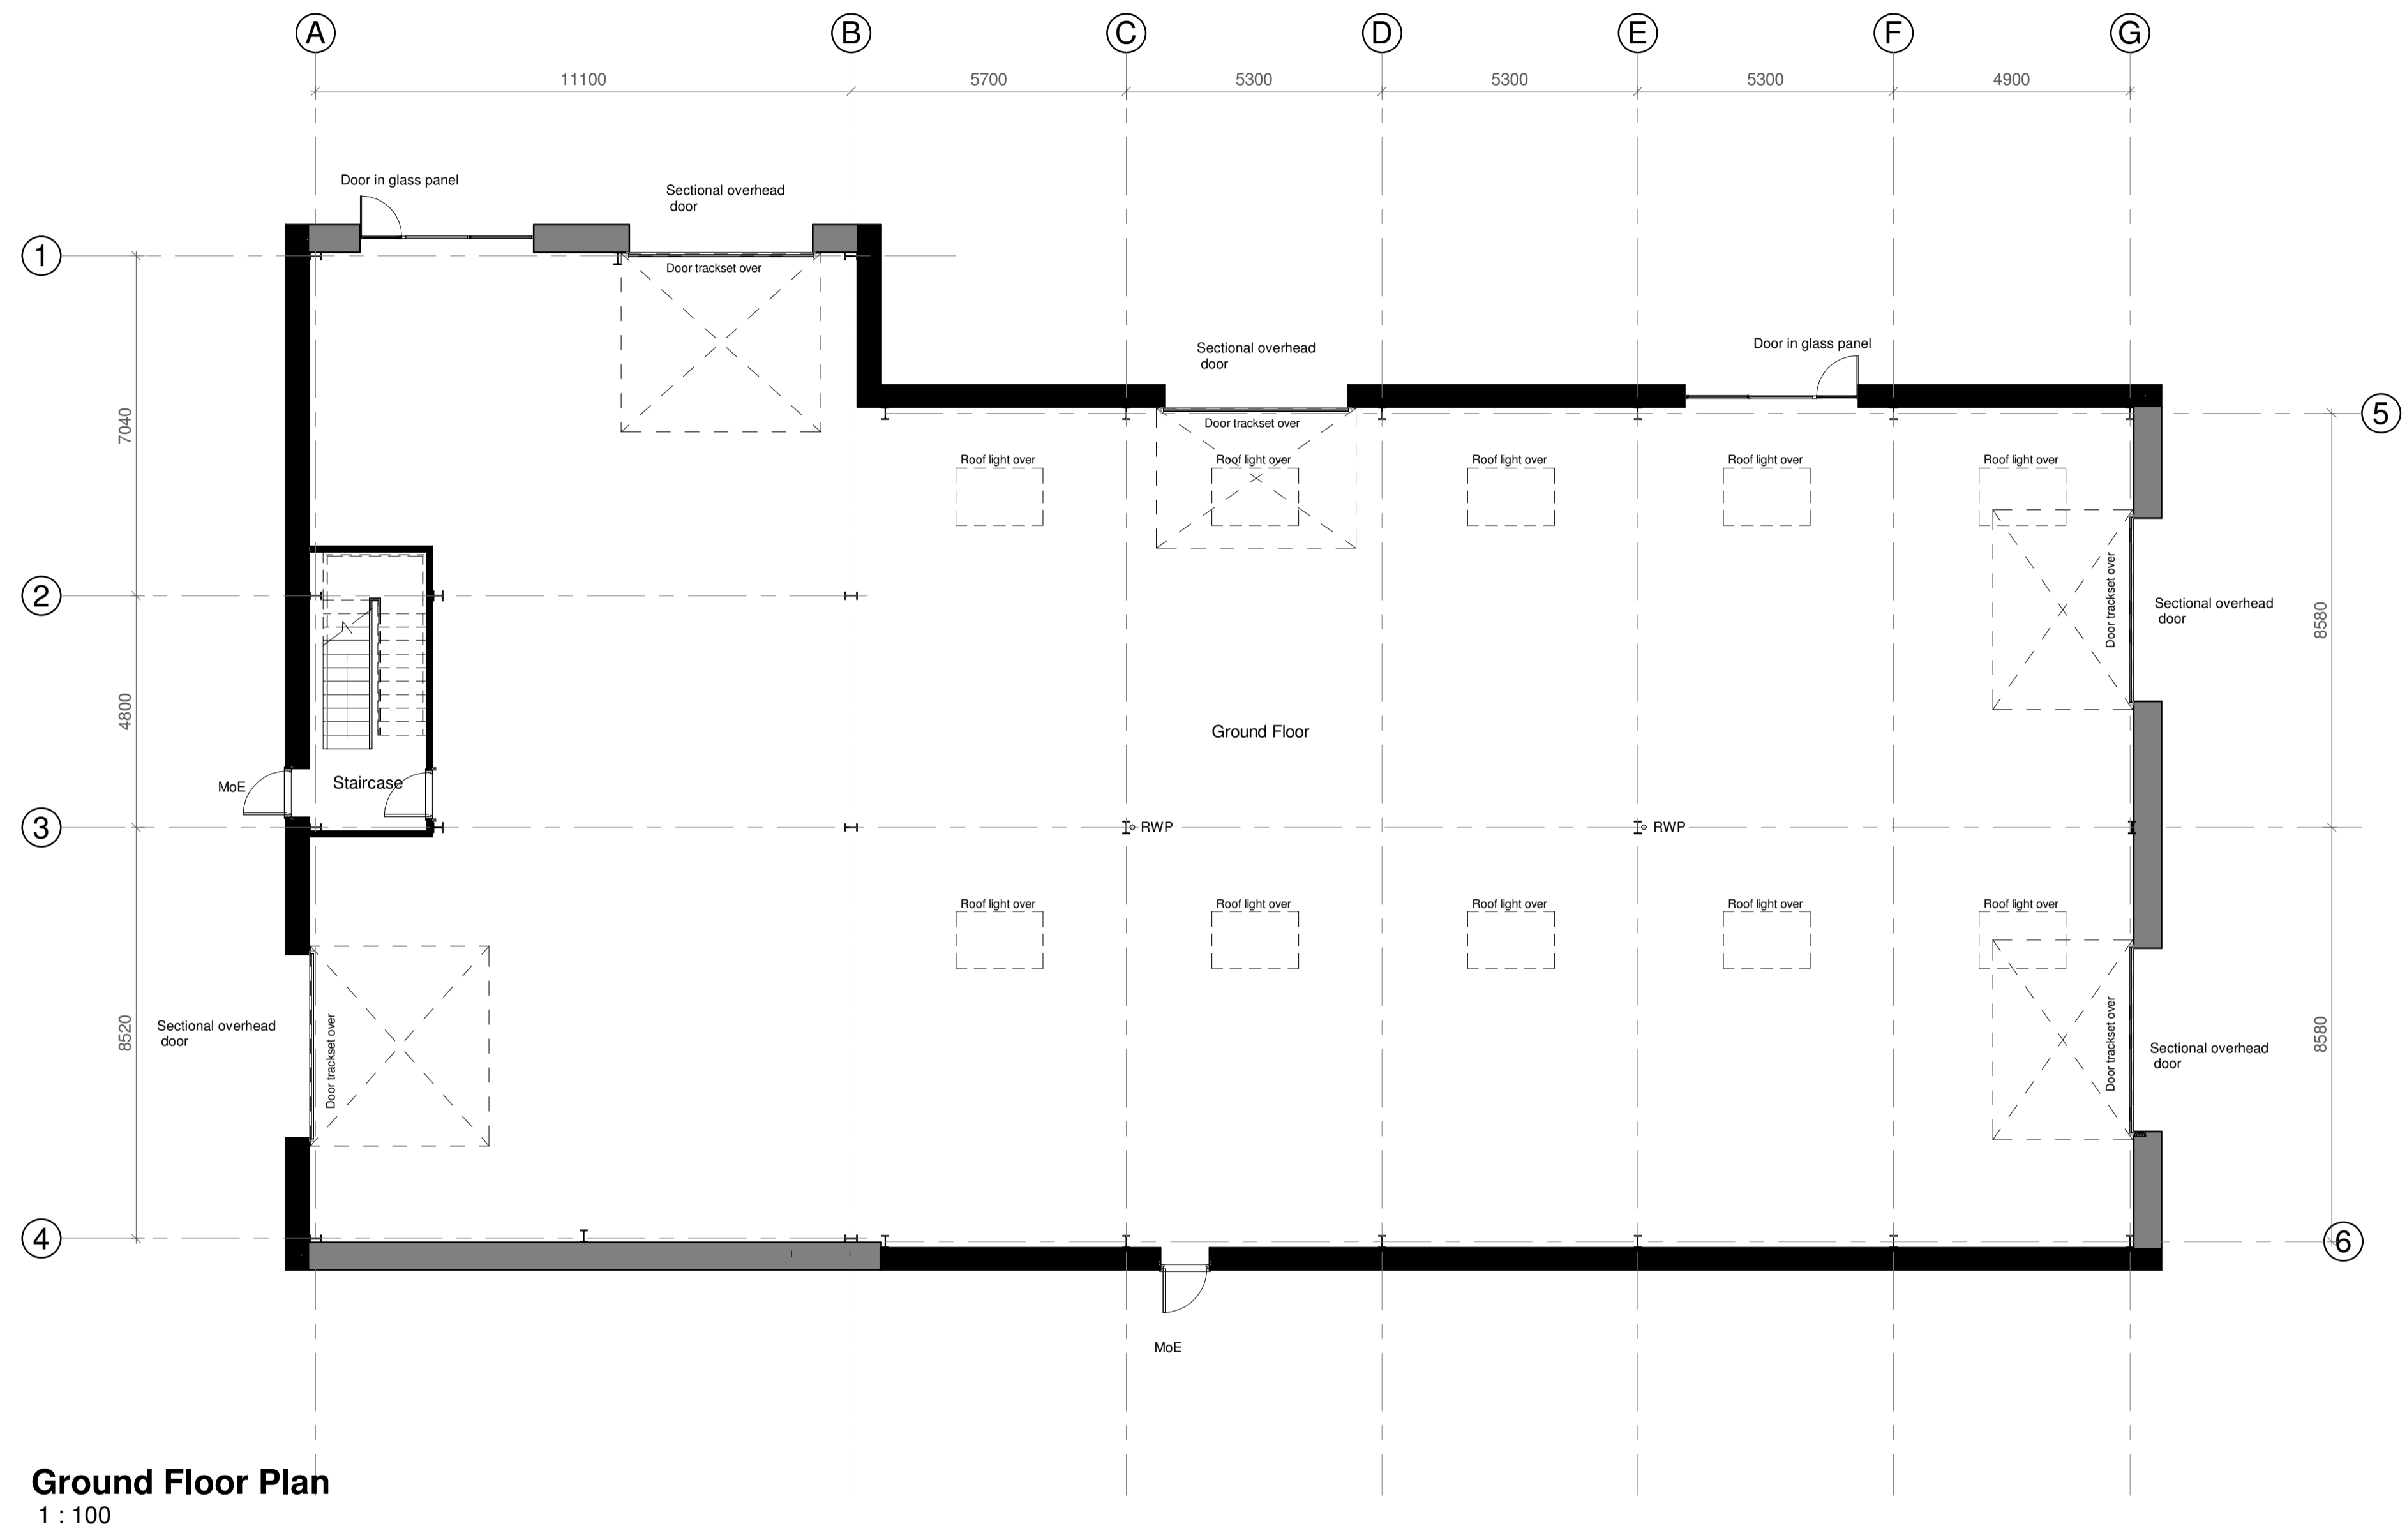 A B C D E F G
11100 5700 5300 5300 5300 4900
Door in glass panel
Sectional overhead
door
1
Door trackset over
Sectional overhead
door
Door in glass panel
5
7040
Door trackset over
Roof light over Roof light over Roof light over Roof light over Roof light over
2
Door trackset over
Sectional overhead
door
8580
4800
Ground Floor
MoE
Staircase
3
RWP RWP
Roof light over Roof light over Roof light over Roof light over Roof light over
Sectional overhead
door
8520
Door trackset over
Door trackset over
Sectional overhead
door
8580
4
6
MoE
Ground Floor Plan
1 : 100